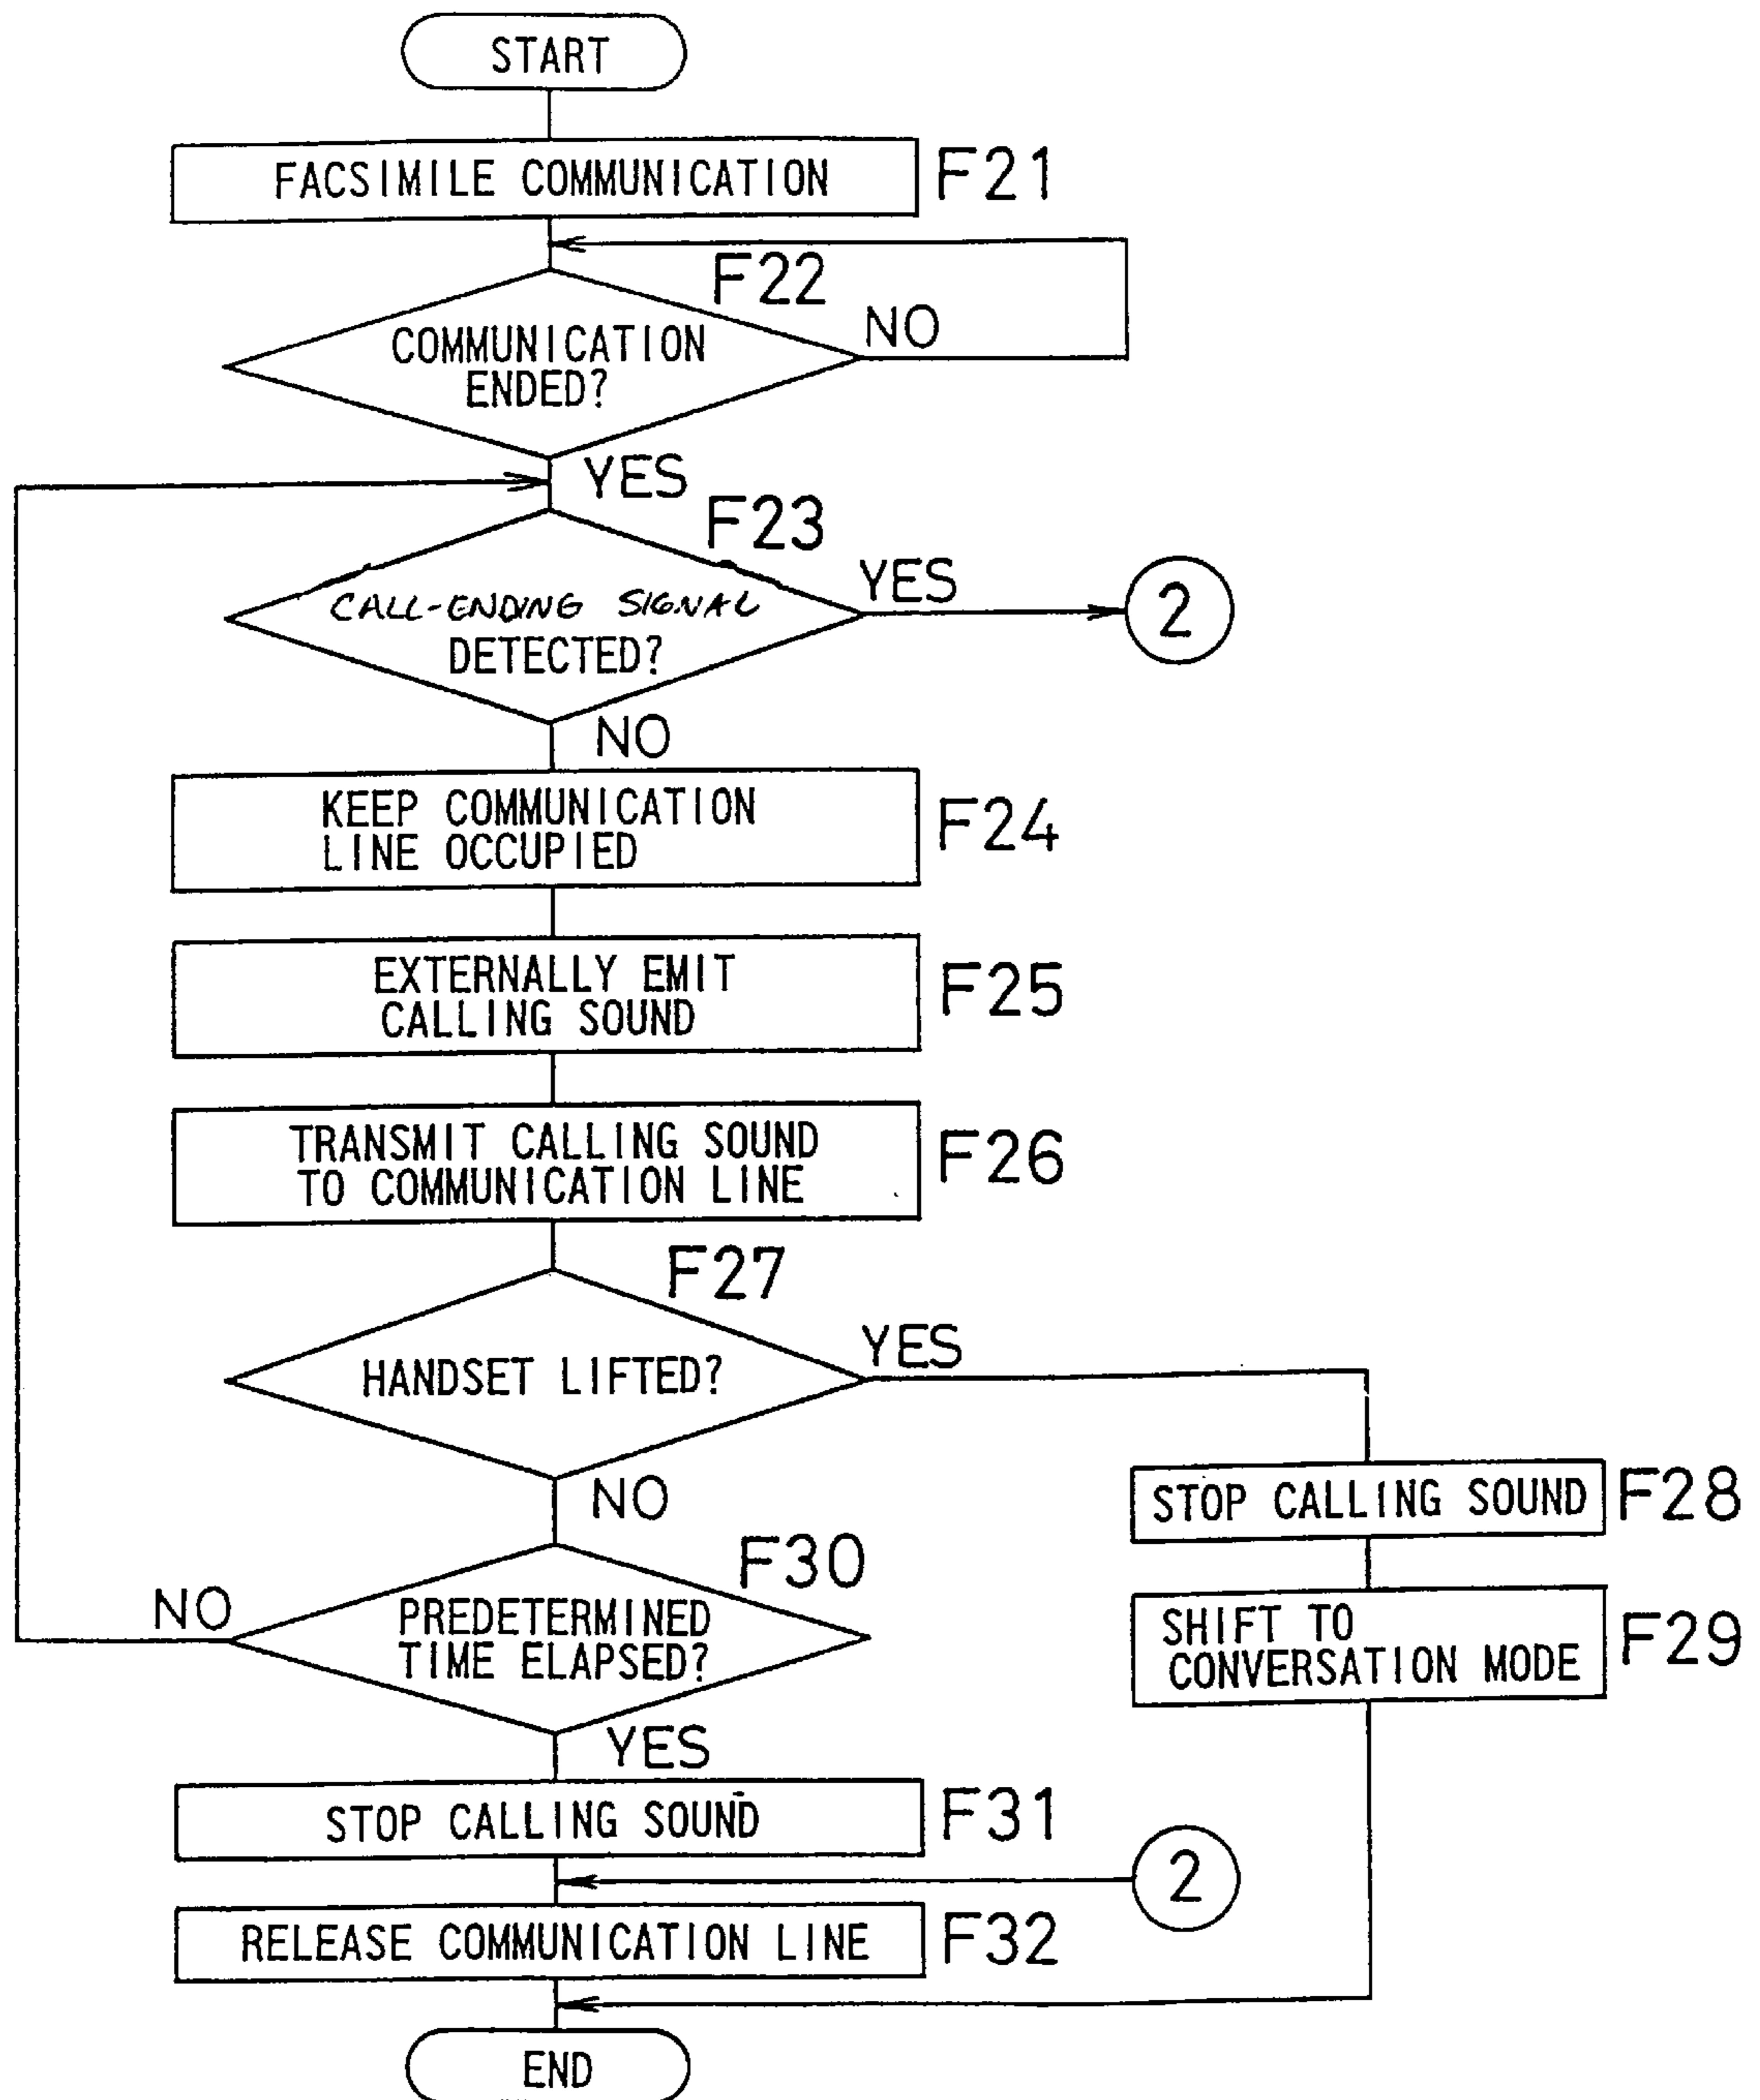 START
FACSIMILE COMMUNICATION
F21
F22
COMMUNICATION
ENDED?
NO
YES
F23
CALL-ENDING SIGNAL
DETECTED?
YES
2
NO
KEEP COMMUNICATION
LINE OCCUPIED
F24
EXTERNALLY EMIT
CALLING SOUND
F25
TRANSMIT CALLING SOUND
TO COMMUNICATION LINE
F26
F27
HANDSET LIFTED?
YES
NO
STOP CALLING SOUND
F28
SHIFT TO
CONVERSATION MODE
F29
F30
PREDETERMINED
TIME ELAPSED?
NO
YES
STOP CALLING SOUND
F31
2
RELEASE COMMUNICATION LINE
F32
END